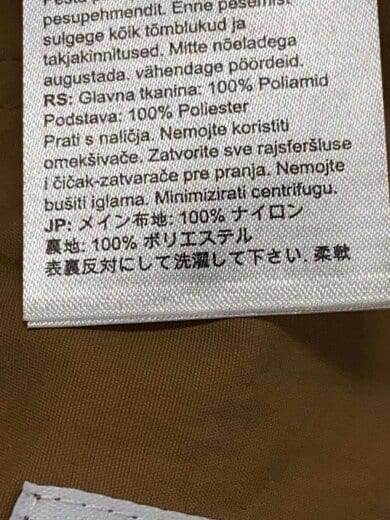 pesupehmendit. Enne pesemist
sulgege kõik tõmblukud ja
takjakinnitused. Mitte nõeladega
augustada. vähendage pöördeid.
RS: Glavna tkanina: 100% Poliamid
Podstava: 100% Poliester
Prati s naličja. Nemojte koristiti
omekšivače. Zatvorite sve rajsferšluse
i čičak-zatvarače pre pranja. Nemojte
bušiti iglama. Minimizirati centrifugu.
JP: メイン布地: 100% ナイロン
裏地: 100% ポリエステル
表裏反対にして洗濯して下さい. 柔軟